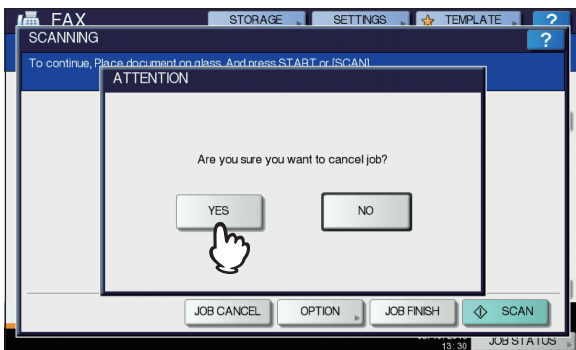 FAX STORAGE SETTINGS TEMPLATE ?
SCANNING ?
To continue, Place document on glass. And press START or [SCAN]
ATTENTION
Are you sure you want to cancel job?
YES NO
JOB CANCEL OPTION JOB FINISH SCAN
13:30 JOB STATUS